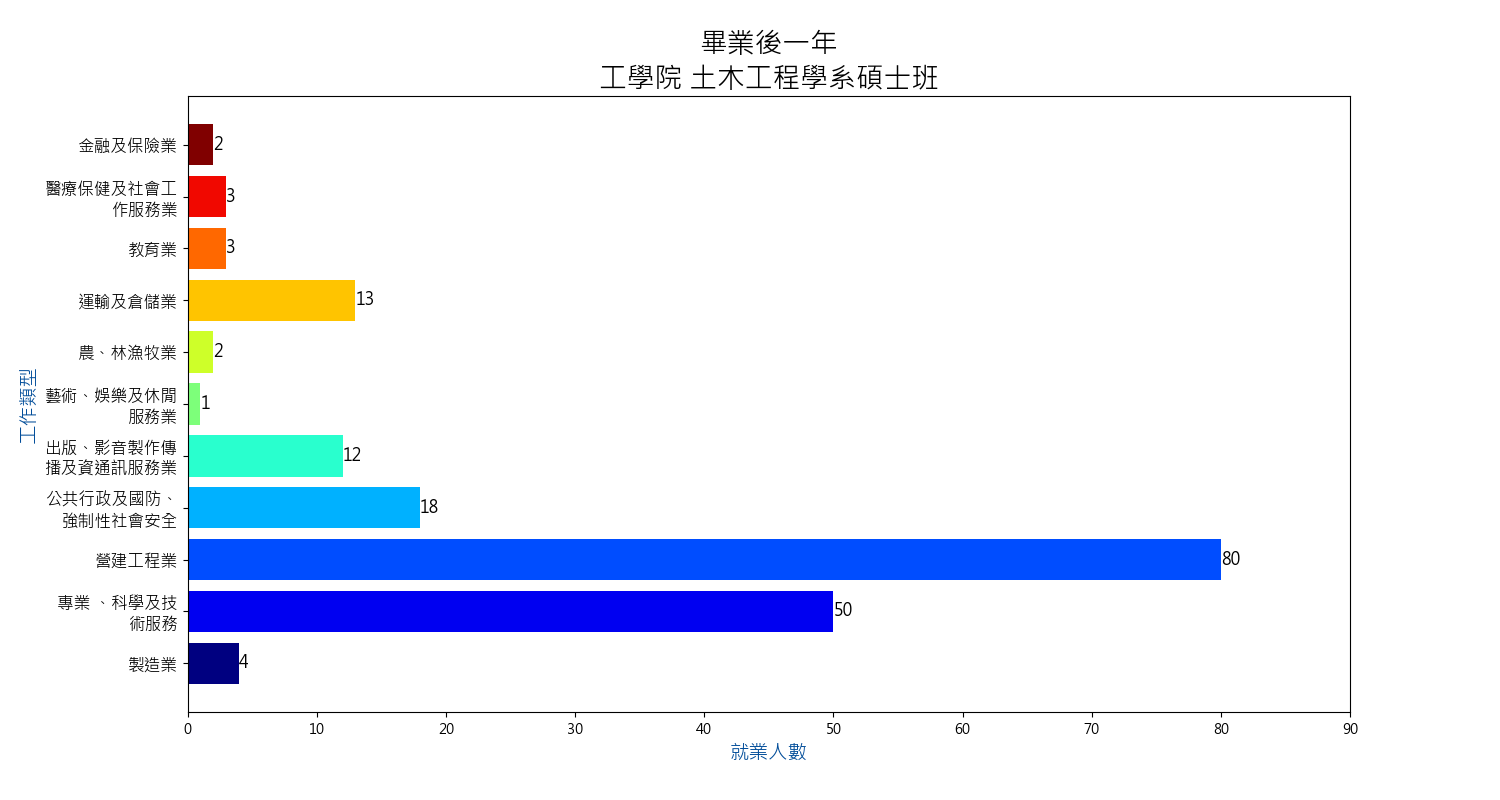 畢業後一年
工學院 土木工程學系碩士班
金融及保險業
2
醫療保健及社會工
作服務業
3
教育業
3
運輸及倉儲業
13
農、林漁牧業
2
藝術、娛樂及休閒
服務業
1
出版、影音製作傳
播及資通訊服務業
12
公共行政及國防、
強制性社會安全
18
營建工程業
80
專業 、科學及技
術服務
50
製造業
4
工作類型
0 10 20 30 40 50 60 70 80 90
就業人數